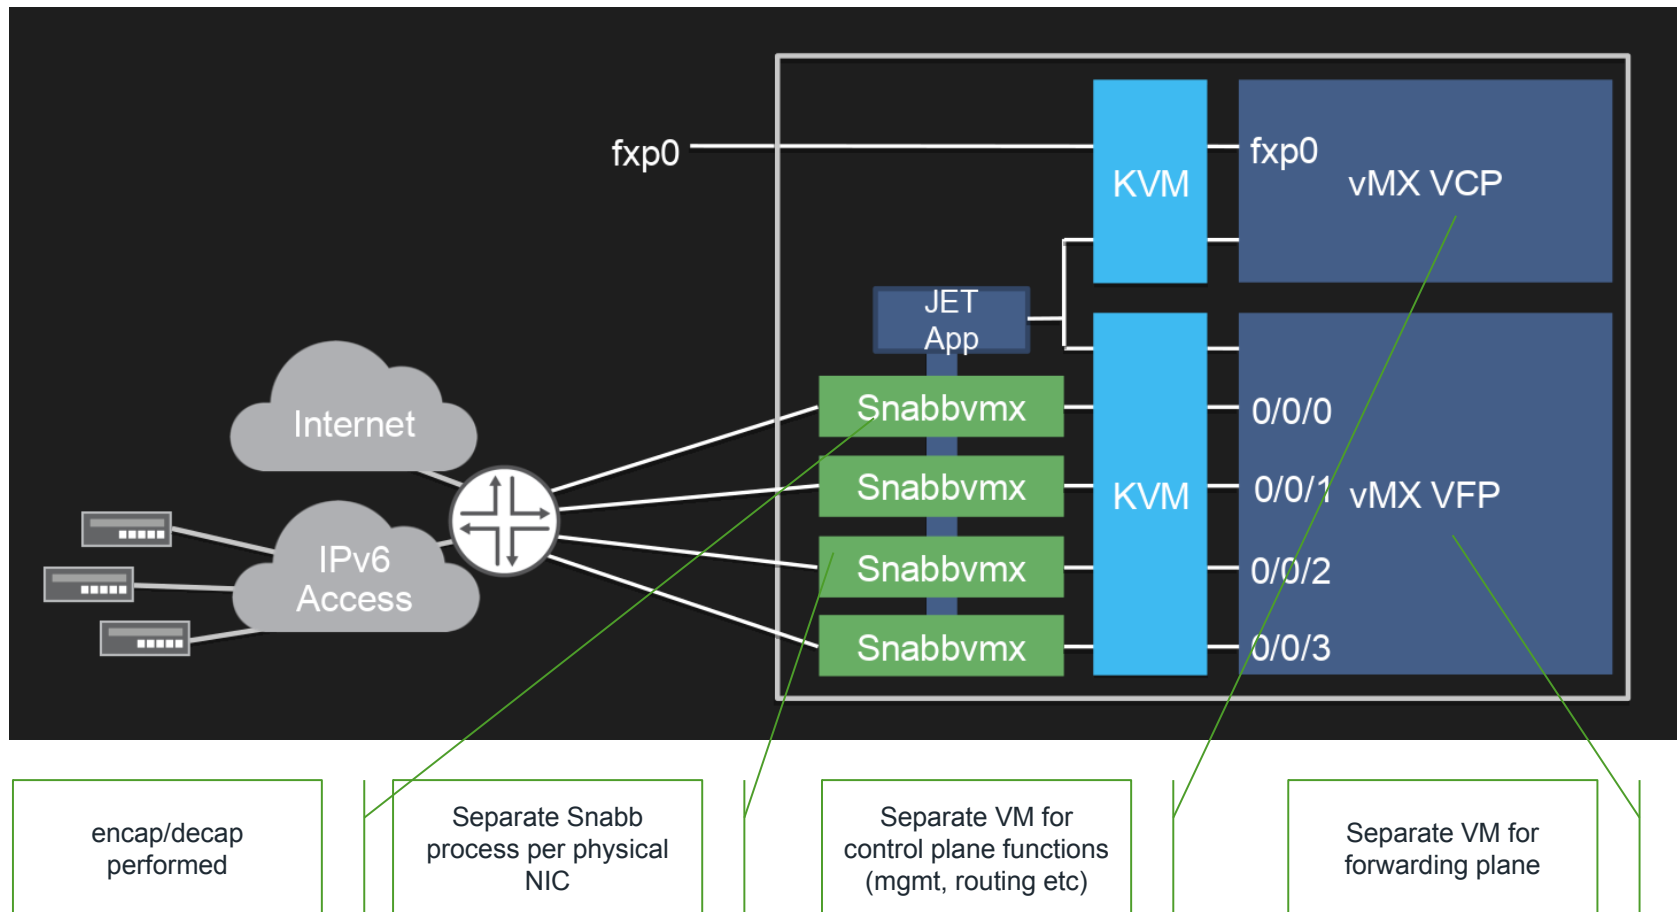 fxp0
KVM
fxp0
vMX VCP
JET
App
Internet
Snabbvmx
0/0/0
Snabbvmx
KVM
0/0/1
vMX VFP
IPv6
Access
Snabbvmx
0/0/2
Snabbvmx
0/0/3
encap/decap
performed
Separate Snabb
process per physical
NIC
Separate VM for
control plane functions
(mgmt, routing etc)
Separate VM for
forwarding plane